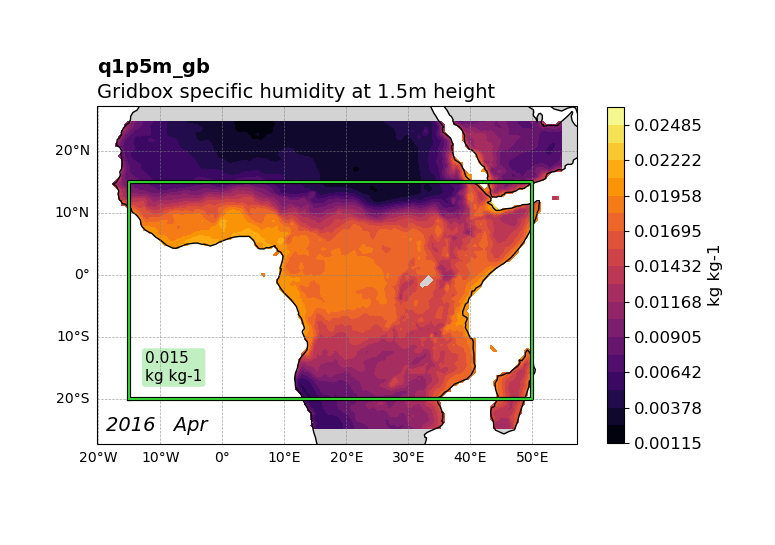 q1p5m_gb
Gridbox specific humidity at 1.5m height
20°N
10°N
0°
10°S
20°S
20°W 10°W 0° 10°E 20°E 30°E 40°E 50°E
0.015
kg kg-1
2016 Apr
0.02485
0.02222
0.01958
0.01695
0.01432
0.01168
0.00905
0.00642
0.00378
0.00115
kg kg-1